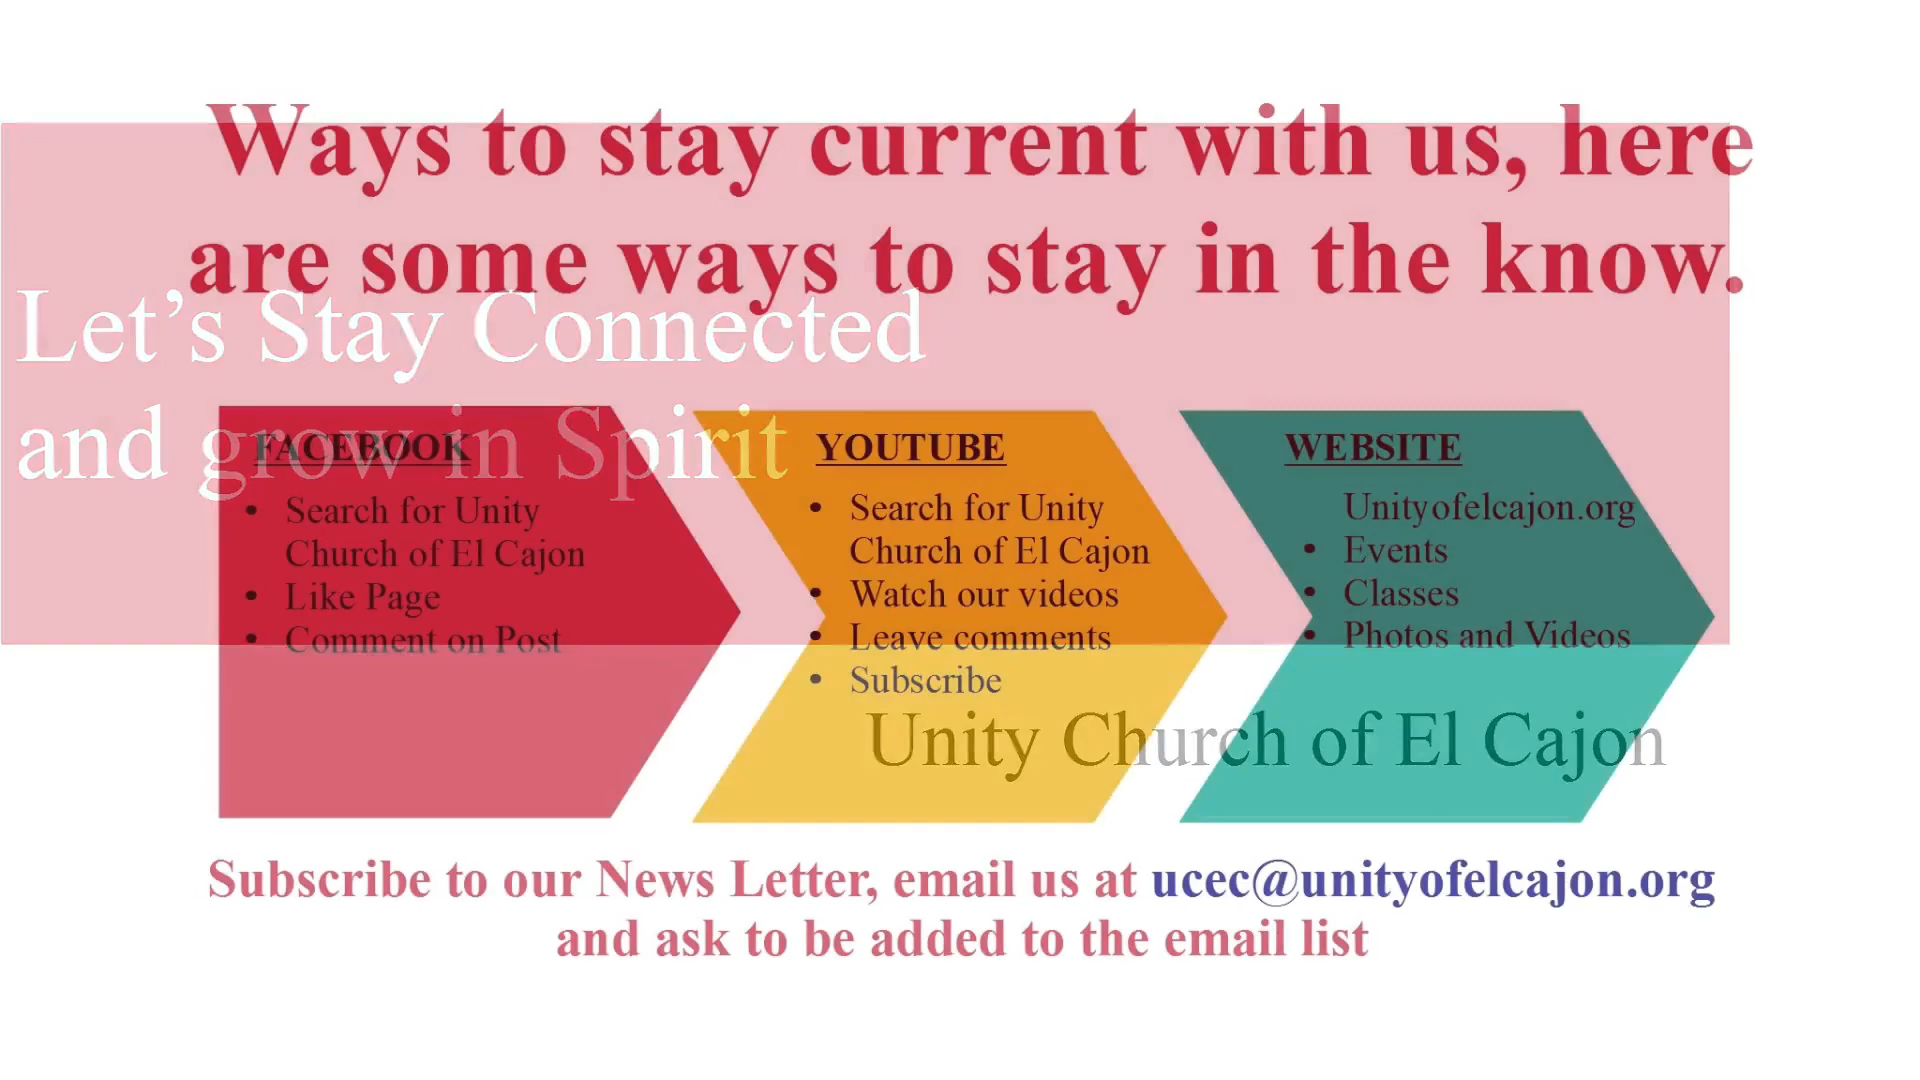 Ways to stay current with us, here
are some ways to stay in the know.
Let’s Stay Connected
and grow in Spirit
FACEBOOK
• Search for Unity
Church of El Cajon
• Like Page
• Comment on Post
YOUTUBE
• Search for Unity
Church of El Cajon
• Watch our videos
• Leave comments
• Subscribe
WEBSITE
Unityofelcajon.org
• Events
• Classes
• Photos and Videos
Unity Church of El Cajon
Subscribe to our News Letter, email us at ucec@unityofelcajon.org
and ask to be added to the email list